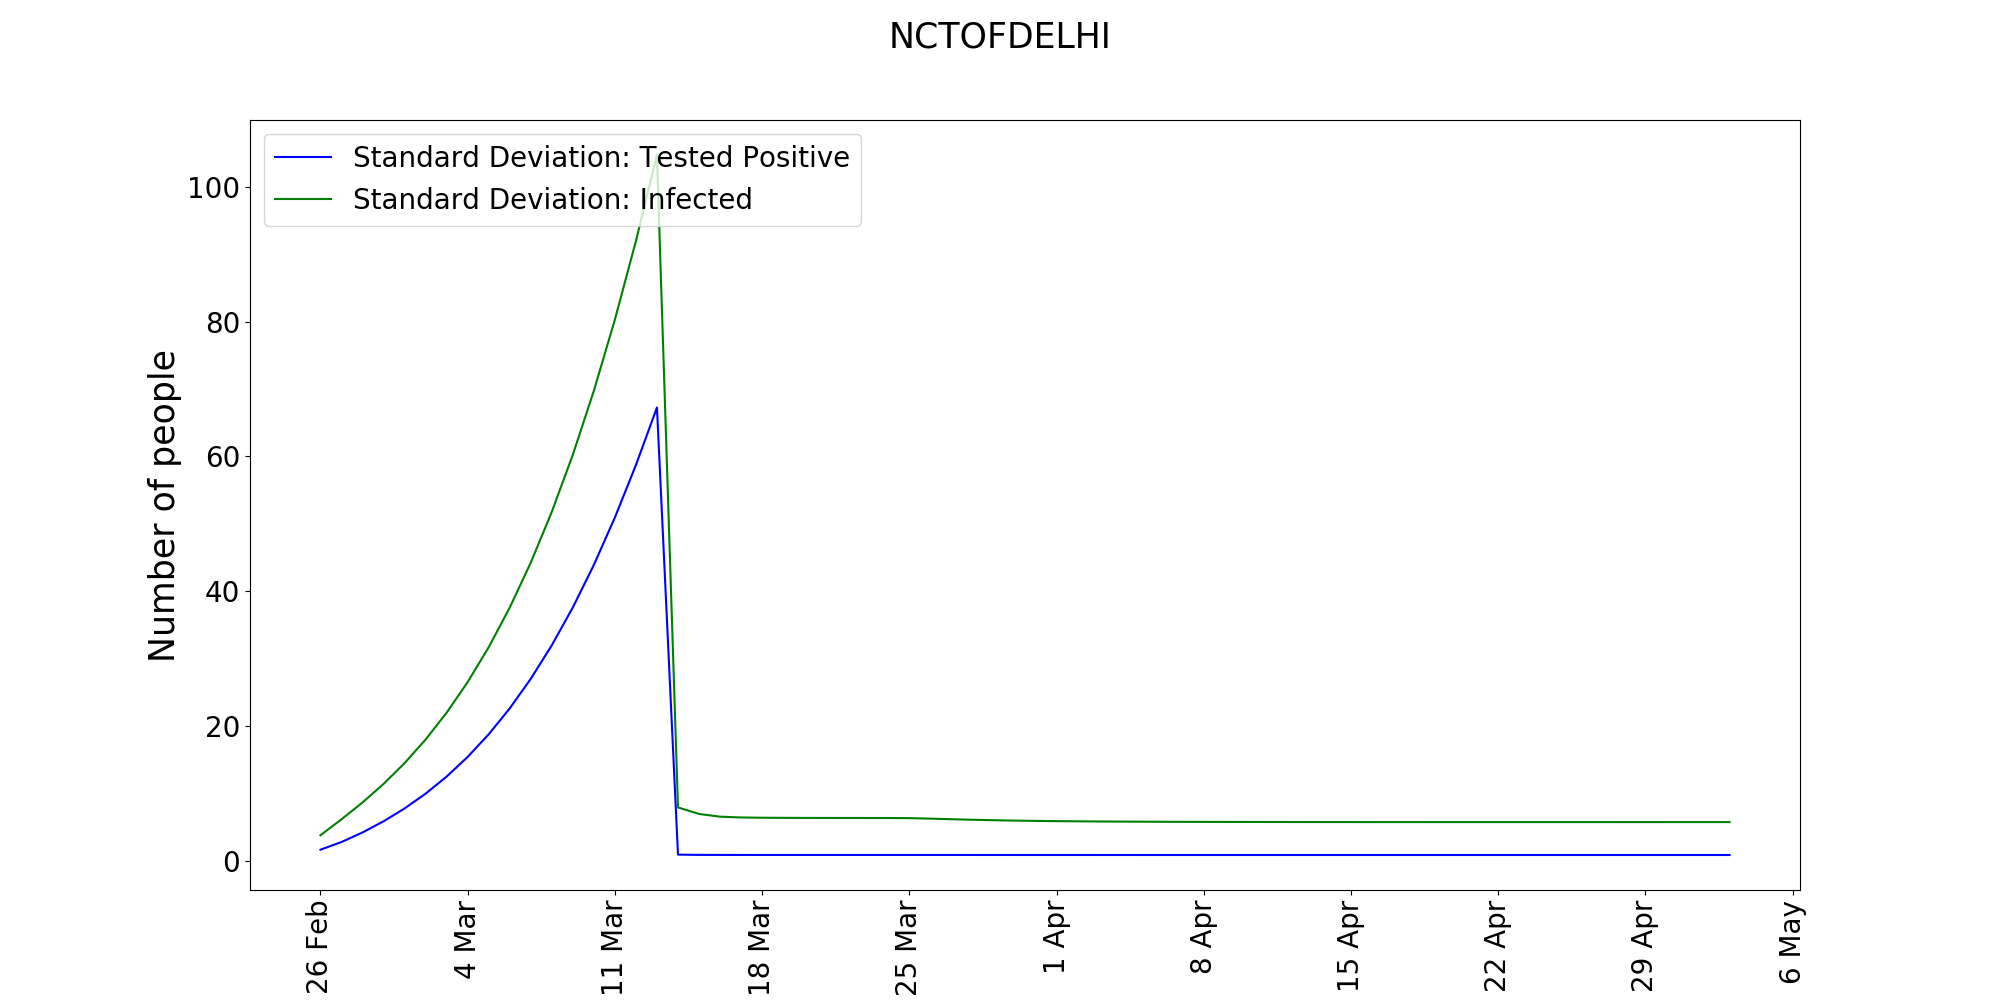 NCTOFDELHI
Standard Deviation: Tested Positive
Standard Deviation: Infected
Number of people
100
80
60
40
20
0
26 Feb
4 Mar
11 Mar
18 Mar
25 Mar
1 Apr
8 Apr
15 Apr
22 Apr
29 Apr
6 May